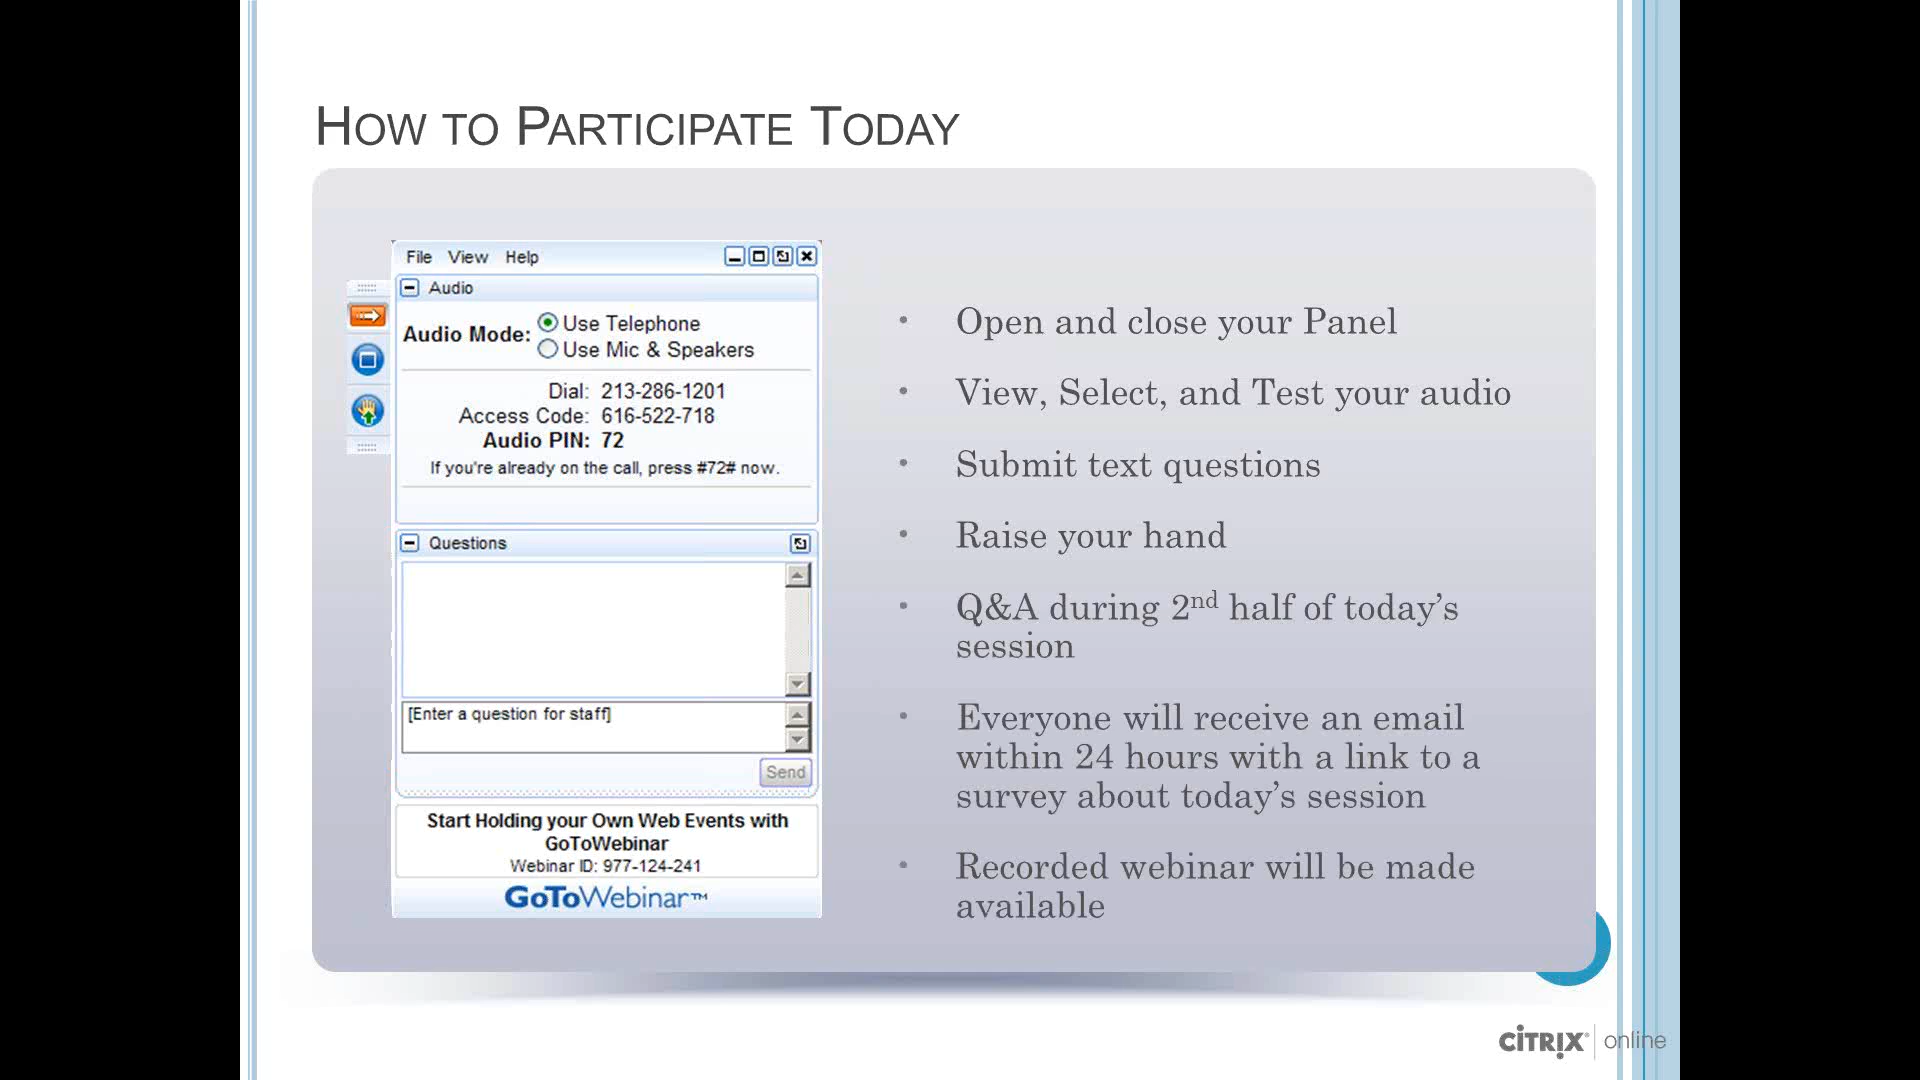 How to Participate Today
File View Help
Audio
Audio Mode: Use Telephone
Use Mic & Speakers
Dial: 213-286-1201
Access Code: 616-522-718
Audio PIN: 72
If you're already on the call, press #72# now.
Questions
[Enter a question for staff]
Send
Start Holding your Own Web Events with
GoToWebinar
Webinar ID: 977-124-241
GoToWebinar™
• Open and close your Panel
• View, Select, and Test your audio
• Submit text questions
• Raise your hand
• Q&A during 2nd half of today’s
session
• Everyone will receive an email
within 24 hours with a link to a
survey about today’s session
• Recorded webinar will be made
available
CITRIX® online